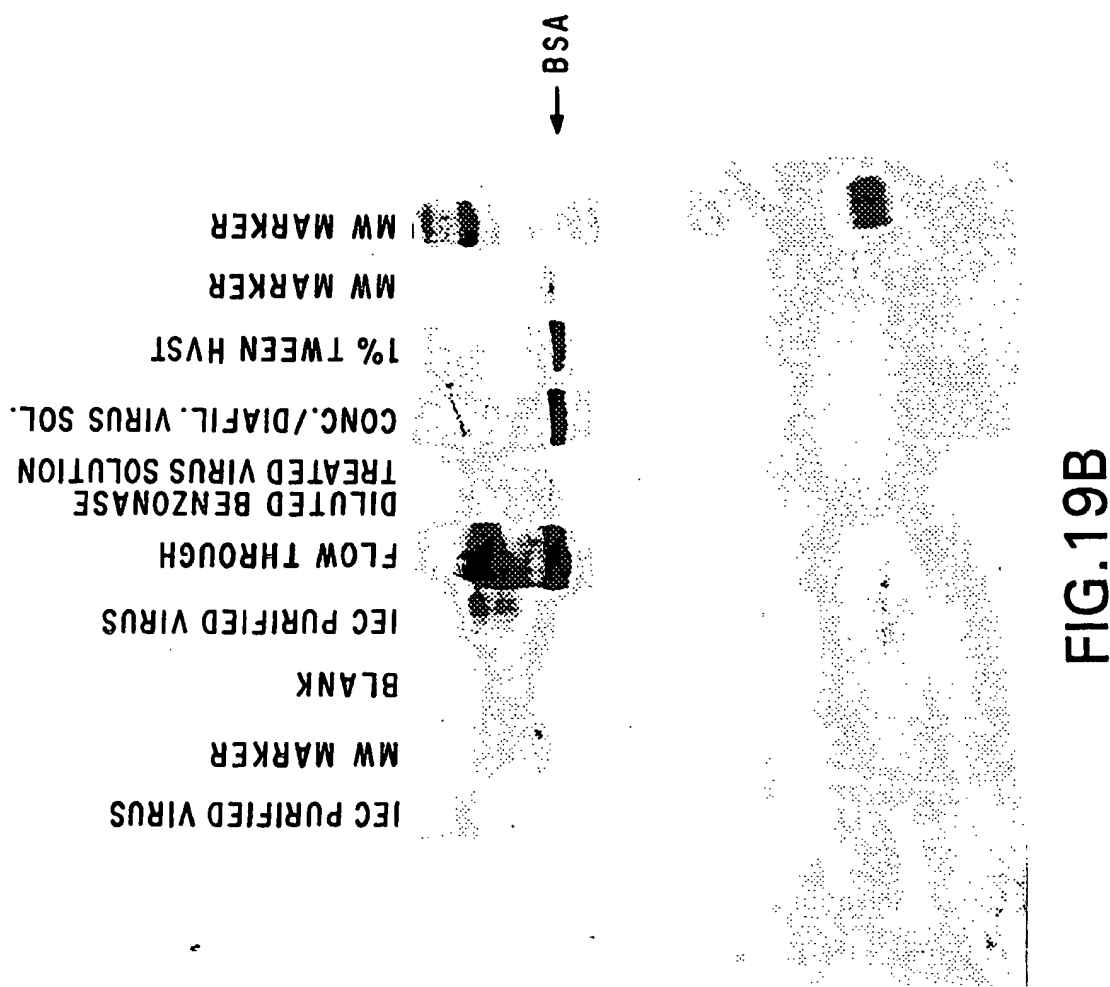 MW MARKER
MW MARKER
1% TWEEN HVST
CONC./DIAFIL. VIRUS SOL.
DILUTED BENZONASE
TREATED VIRUS SOLUTION
FLOW THROUGH
IEC PURIFIED VIRUS
BLANK
MW MARKER
IEC PURIFIED VIRUS
BSA
FIG.19B